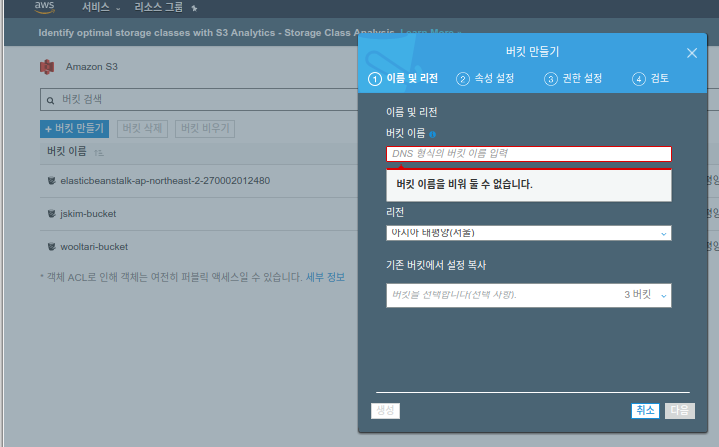 aws 서비스 리소스 그룹
Identify optimal storage classes with S3 Analytics - Storage Class Analysis. Learn More
Amazon S3
버킷 검색
+ 버킷 만들기 버킷 삭제 버킷 비우기
버킷 이름
elasticbeanstalk-ap-northeast-2-270002012480
jskim-bucket
wooltari-bucket
* 객체 ACL로 인해 객체는 여전히 퍼블릭 액세스일 수 있습니다. 세부 정보
버킷 만들기
1 이름 및 리전 2 속성 설정 3 권한 설정 4 검토
이름 및 리전
버킷 이름
DNS 형식의 버킷 이름 입력
버킷 이름을 비워 둘 수 없습니다.
리전
아시아 태평양(서울)
기존 버킷에서 설정 복사
버킷을 선택합니다(선택 사항). 3 버킷
생성 취소 다음